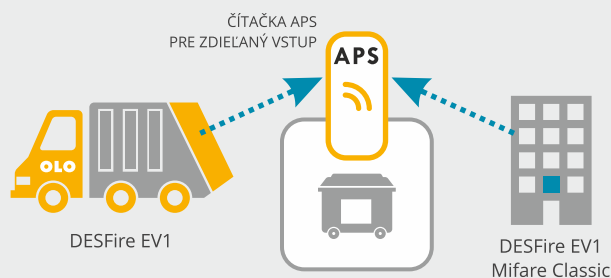 ČÍTAČKA APS
PRE ZDIEĽANÝ VSTUP
APS
OLO
DESFire EV1
DESFire EV1
Mifare Classic